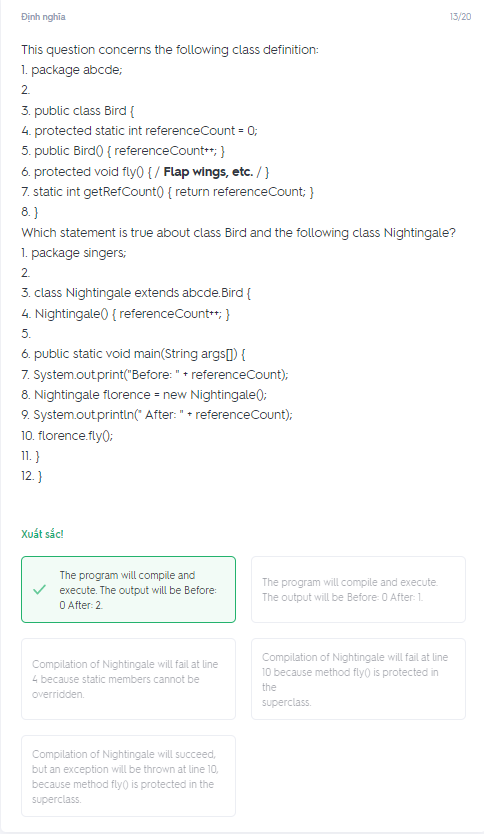 Định nghĩa
13/20
This question concerns the following class definition:
1. package abcde;
2.
3. public class Bird {
4. protected static int referenceCount = 0;
5. public Bird() { referenceCount++; }
6. protected void fly() { / Flap wings, etc. / }
7. static int getRefCount() { return referenceCount; }
8. }
Which statement is true about class Bird and the following class Nightingale?
1. package singers;
2.
3. class Nightingale extends abcde.Bird {
4. Nightingale() { referenceCount++; }
5.
6. public static void main(String args[]) {
7. System.out.print("Before: " + referenceCount);
8. Nightingale florence = new Nightingale();
9. System.out.println(" After: " + referenceCount);
10. florence.fly();
11. }
12. }
Xuất sắc!
The program will compile and
execute. The output will be Before:
0 After: 2.
The program will compile and execute.
The output will be Before: 0 After: 1.
Compilation of Nightingale will fail at line
4 because static members cannot be
overridden.
Compilation of Nightingale will fail at line
10 because method fly() is protected in
the
superclass.
Compilation of Nightingale will succeed,
but an exception will be thrown at line 10,
because method fly() is protected in the
superclass.